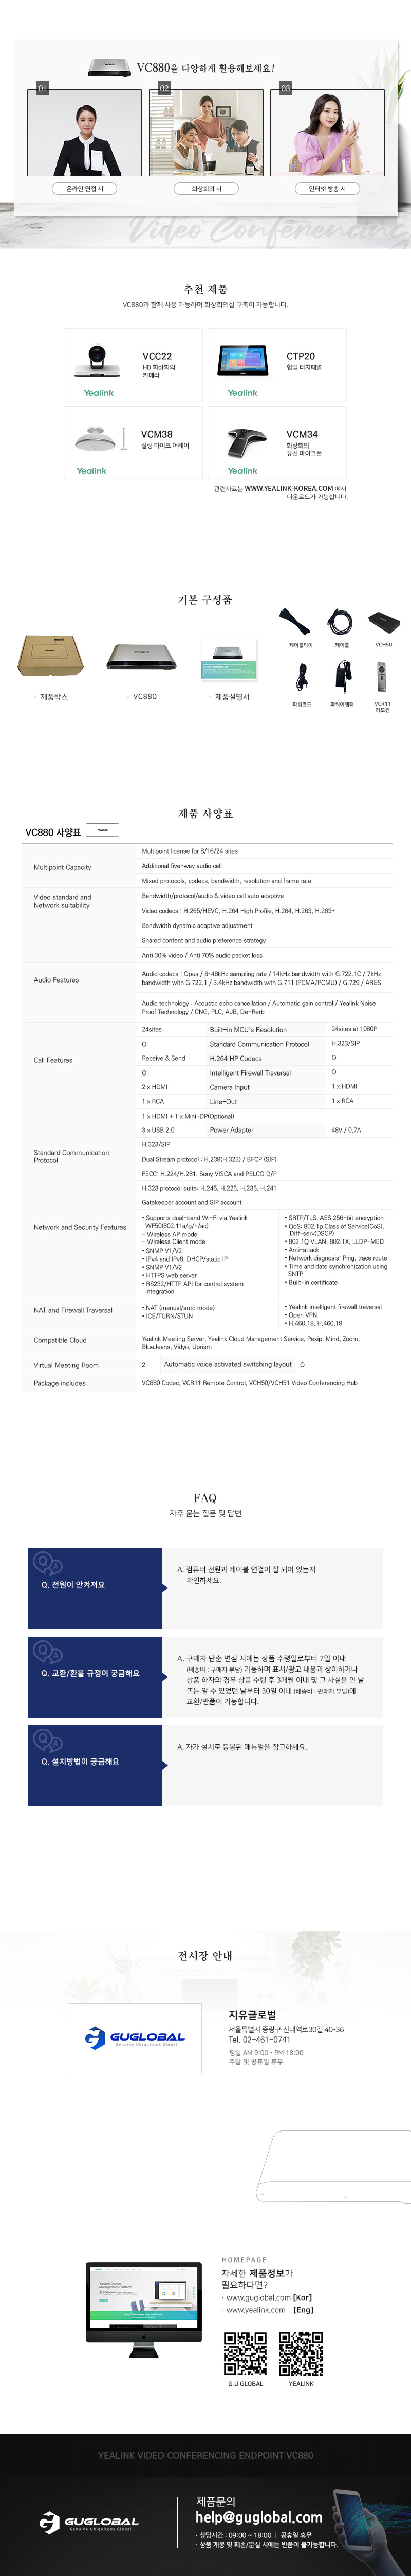 Yealink
VC880을 다양하게 활용해보세요!
01
02
03
온라인 면접 시
화상회의 시
인터넷 방송 시
Video Conferencing
추천 제품
VC880과 함께 사용 가능하며 화상회의실 구축이 가능합니다.
VCC22
HD 화상회의
카메라
Yealink
CTP20
협업 터치패널
Yealink
VCM38
실링 마이크 어레이
Yealink
VCM34
화상회의
유선 마이크폰
Yealink
관련자료는 WWW.YEALINK-KOREA.COM 에서
다운로드가 가능합니다.
기본 구성품
케이블타이
케이블
VCH50
파워코드
파워어댑터
VCR11
리모컨
제품박스
VC880
제품설명서
제품 사양표
VC880 사양표
Multipoint Capacity
Multipoint license for 8/16/24 sites
Additional five-way audio call
Mixed protocols, codecs, bandwidth, resolution and frame rate
Video standard and
Network suitability
Bandwidth/protocol/audio & video call auto adaptive
Video codecs : H.265/HEVC, H.264 High Profile, H.264, H.263, H.263+
Bandwidth dynamic adaptive adjustment
Shared content and audio preference strategy
Anti 30% video / Anti 70% audio packet loss
Audio Features
Audio codecs : Opus / 8-48kHz sampling rate / 14kHz bandwidth with G.722.1C / 7kHz
bandwidth with G.722.1 / 3.4kHz bandwidth with G.711 (PCMA/PCMU) / G.729 / ARES
Audio technology : Acoustic echo cancellation / Automatic gain control / Yealink Noise
Proof Technology / CNG, PLC, AJB, De-Rerb
Call Features
24sites
Built-in MCU's Resolution
24sites at 1080P
O
Standard Communication Protocol
H.323/SIP
Receive & Send
H.264 HP Codecs
O
O
Intelligent Firewall Traversal
O
2 x HDMI
Camera Input
1 x HDMI
1 x RCA
Line-Out
1 x RCA
1 x HDMI + 1 x Mini-DP(Optional)
3 x USB 2.0
Power Adapter
48V / 0.7A
Standard Communication
Protocol
H.323/SIP
Dual Stream protocol : H.239(H.323) / BFCP (SIP)
FECC: H.224/H.281, Sony VISCA and PELCO D/P
H.323 protocol suite: H.245, H.225, H.235, H.241
Gatekeeper account and SIP account
Network and Security Features
• Supports dual-band Wi-Fi via Yealink
WF50(802.11a/g/n/ac)
- Wireless AP mode
- Wireless Client mode
• SNMP V1/V2
• IPv4 and IPv6, DHCP/static IP
• SNMP V1/V2
• HTTPS web server
• RS232/HTTP API for control system
integration
• SRTP/TLS, AES 256-bit encryption
• QoS: 802.1p Class of Service(CoS),
Diff-serv(DSCP)
• 802.1Q VLAN, 802.1X, LLDP-MED
• Anti-attack
• Network diagnosis: Ping, trace route
• Time and date synchronization using
SNTP
• Built-in certificate
NAT and Firewall Traversal
• NAT (manual/auto mode)
• ICE/TURN/STUN
• Yealink intelligent firewall traversal
• Open VPN
• H.460.18, H.460.19
Compatible Cloud
Yealink Meeting Server, Yealink Cloud Management Service, Pexip, Mind, Zoom,
BlueJeans, Vidyo, Uprism
Virtual Meeting Room
2
Automatic voice activated switching layout
O
Package includes
VC880 Codec, VCR11 Remote Control, VCH50/VCH51 Video Conferencing Hub
FAQ
자주 묻는 질문 및 답변
Q. 전원이 안켜져요
A. 컴퓨터 전원과 케이블 연결이 잘 되어 있는지
확인하세요.
Q. 교환/환불 규정이 궁금해요
A. 구매자 단순 변심 시에는 상품 수령일로부터 7일 이내
(배송비 : 구매자 부담) 가능하며 표시/광고 내용과 상이하거나
상품 하자의 경우 상품 수령 후 3개월 이내 및 그 사실을 안 날
또는 알 수 있었던 날부터 30일 이내 (배송비 : 판매자 부담)에
교환/반품이 가능합니다.
Q. 설치방법이 궁금해요
A. 자가 설치로 동봉된 매뉴얼을 참고하세요.
전시장 안내
GUGLOBAL
Genuine Ubiquitous Global
지유글로벌
서울특별시 중랑구 신내역로30길 40-36
Tel. 02-461-0741
평일 AM 9:00 - PM 18:00
주말 및 공휴일 휴무
HOMEPAGE
자세한 제품정보가
필요하다면?
· www.guglobal.com [Kor]
· www.yealink.com [Eng]
G.U GLOBAL
YEALINK
YEALINK VIDEO CONFERENCING ENDPOINT VC880
GUGLOBAL
Genuine Ubiquitous Global
제품문의
help@guglobal.com
· 상담시간 : 09:00 ~ 18:00 | 공휴일 휴무
· 상품 개봉 및 훼손/분실 시에는 반품이 불가능합니다.